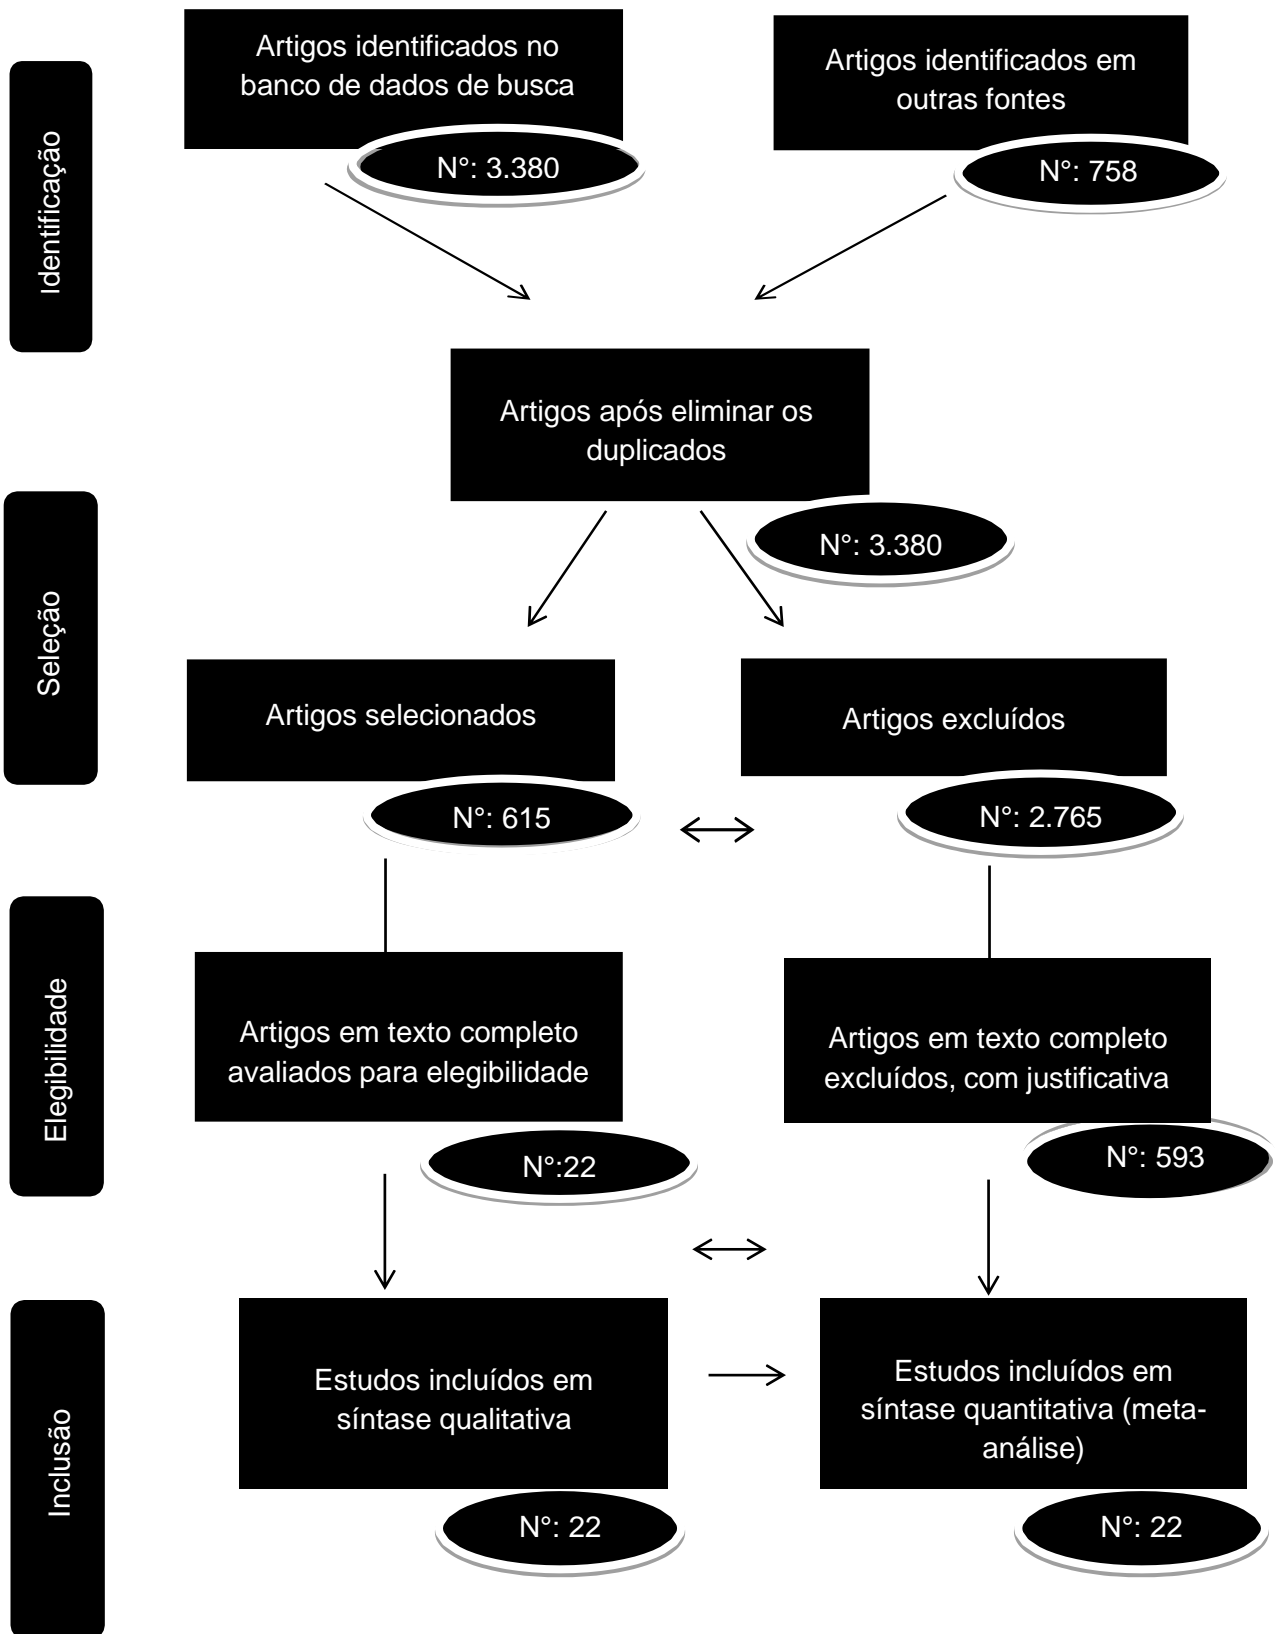 Identificação
Artigos identificados no
banco de dados de busca
N°: 3.380
Artigos identificados em
outras fontes
N°: 758
Artigos após eliminar os
duplicados
N°: 3.380
Seleção
Artigos selecionados
N°: 615
Artigos excluídos
N°: 2.765
Elegibilidade
Artigos em texto completo
avaliados para elegibilidade
N°:22
Artigos em texto completo
excluídos, com justificativa
N°: 593
Inclusão
Estudos incluídos em
síntase qualitativa
N°: 22
Estudos incluídos em
síntase quantitativa (meta-
análise)
N°: 22